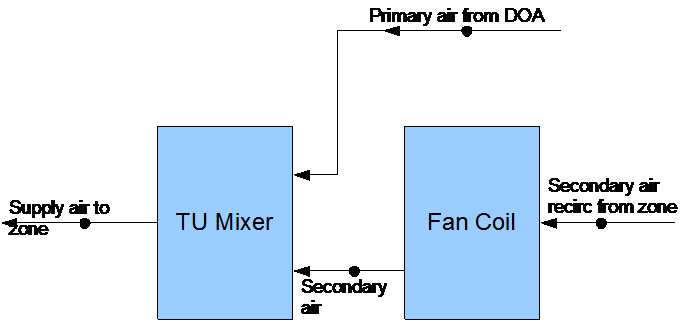 Primary air from DOA
TU Mixer
Fan Coil
Secondary air
recirc from zone
Supply air to
zone
Secondary
air